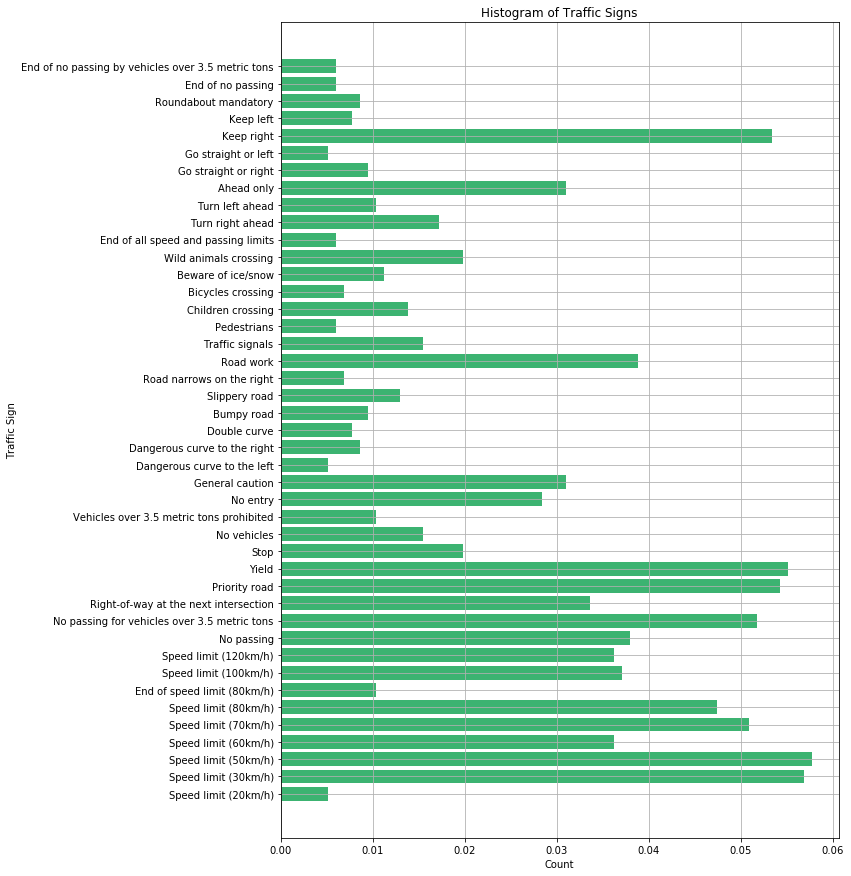 Histogram of Traffic Signs
End of no passing by vehicles over 3.5 metric tons
End of no passing
Roundabout mandatory
Keep left
Keep right
Go straight or left
Go straight or right
Ahead only
Turn left ahead
Turn right ahead
End of all speed and passing limits
Wild animals crossing
Beware of ice/snow
Bicycles crossing
Children crossing
Pedestrians
Traffic signals
Road work
Road narrows on the right
Slippery road
Bumpy road
Double curve
Dangerous curve to the right
Dangerous curve to the left
General caution
No entry
Vehicles over 3.5 metric tons prohibited
No vehicles
Stop
Yield
Priority road
Right-of-way at the next intersection
No passing for vehicles over 3.5 metric tons
No passing
Speed limit (120km/h)
Speed limit (100km/h)
End of speed limit (80km/h)
Speed limit (80km/h)
Speed limit (70km/h)
Speed limit (60km/h)
Speed limit (50km/h)
Speed limit (30km/h)
Speed limit (20km/h)
Traffic Sign
0.00 0.01 0.02 0.03 0.04 0.05 0.06
Count